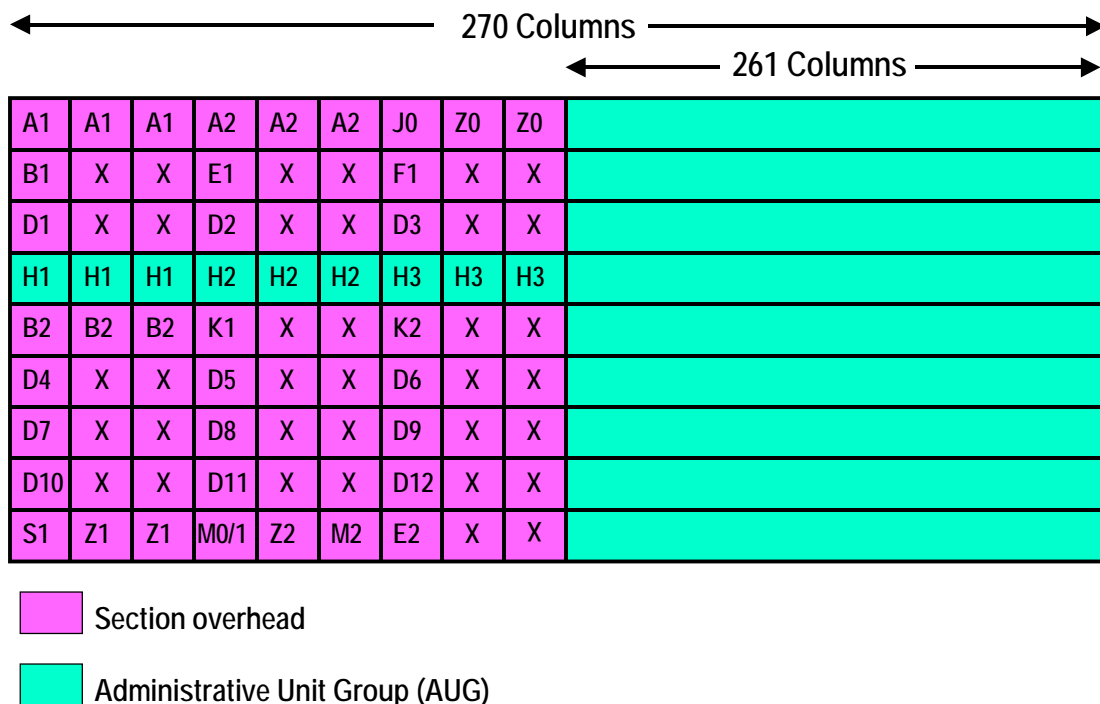 270 Columns
261 Columns
A1 A1 A1 A2 A2 A2 J0 Z0 Z0
B1 X X E1 X X F1 X X
D1 X X D2 X X D3 X X
H1 H1 H1 H2 H2 H2 H3 H3 H3
B2 B2 B2 K1 X X K2 X X
D4 X X D5 X X D6 X X
D7 X X D8 X X D9 X X
D10 X X D11 X X D12 X X
S1 Z1 Z1 M0/1 Z2 M2 E2 X X
Section overhead
Administrative Unit Group (AUG)